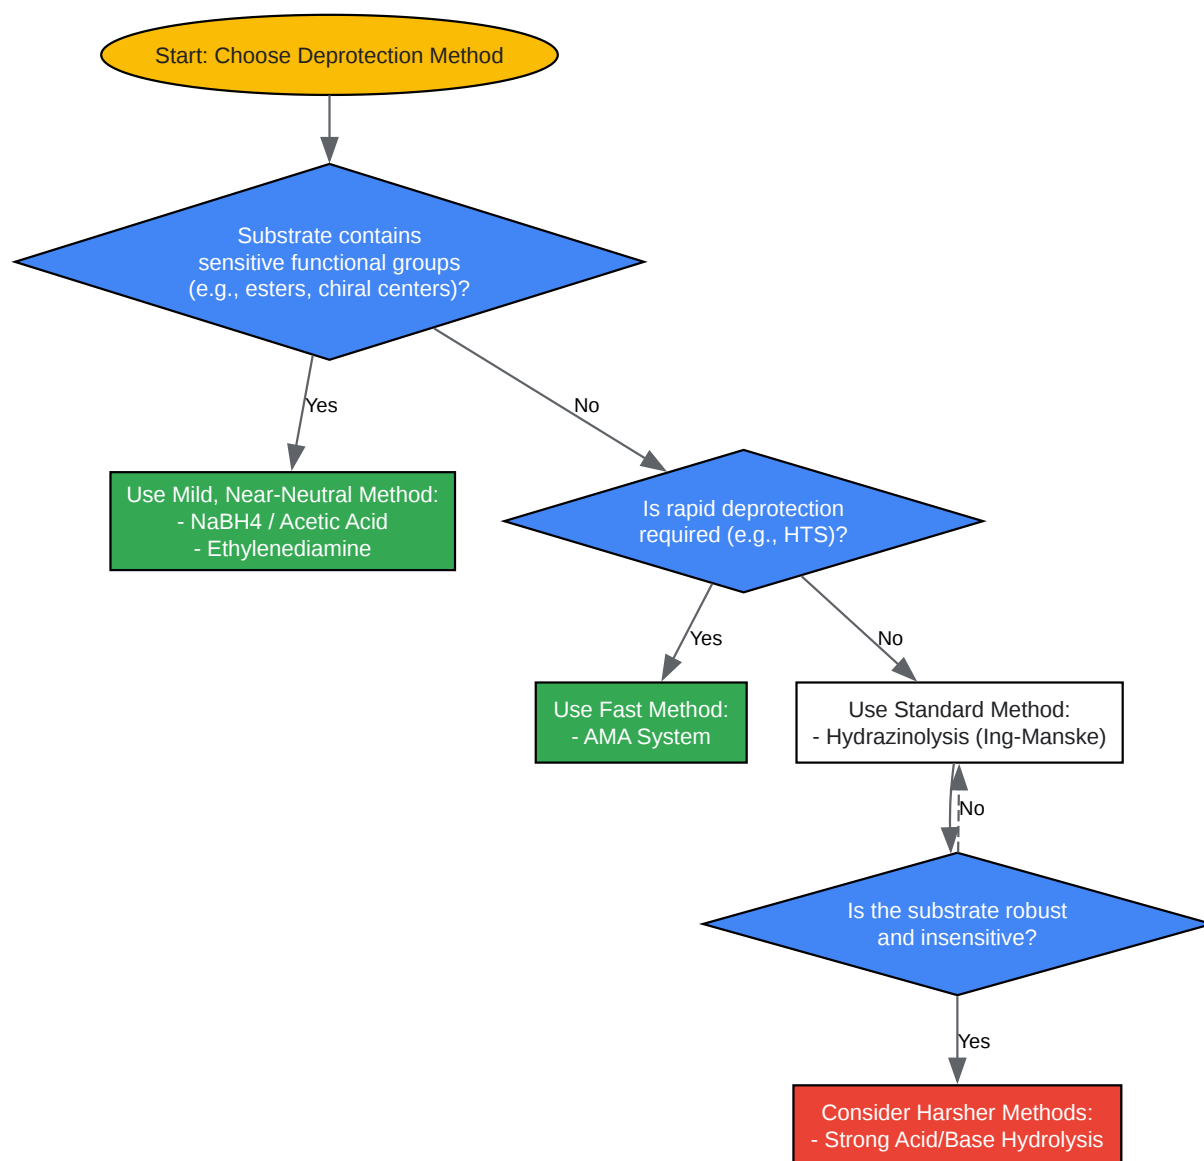 Start: Choose Deprotection Method
Substrate contains
sensitive functional groups
(e.g., esters, chiral centers)?
Yes
No
Use Mild, Near-Neutral Method:
- NaBH4 / Acetic Acid
- Ethylenediamine
Is rapid deprotection
required (e.g., HTS)?
Yes
No
Use Fast Method:
- AMA System
Use Standard Method:
- Hydrazinolysis (Ing-Manske)
No
Is the substrate robust
and insensitive?
Yes
Consider Harsher Methods:
- Strong Acid/Base Hydrolysis